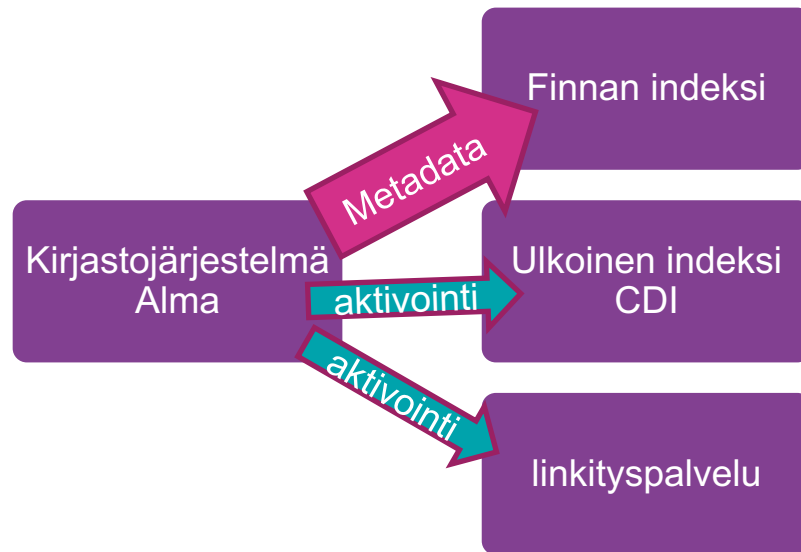 Finnan indeksi
Metadata
Kirjastojärjestelmä
Alma
aktivointi
Ulkoinen indeksi
CDI
aktivointi
linkityspalvelu